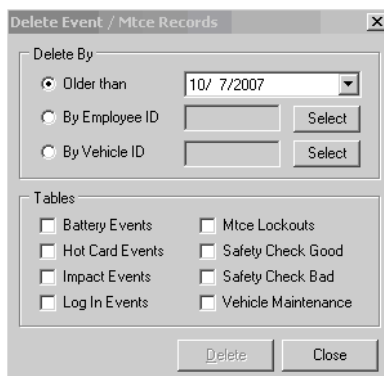 Delete Event / Mtce Records
Delete By
Older than 10/ 7/2007
By Employee ID Select
By Vehicle ID Select
Tables
Battery Events Mtce Lockouts
Hot Card Events Safety Check Good
Impact Events Safety Check Bad
Log In Events Vehicle Maintenance
Delete Close